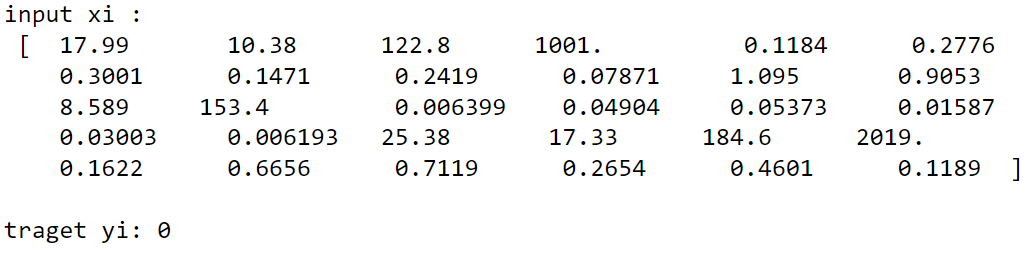 input xi :
[ 17.99 10.38 122.8 1001. 0.1184 0.2776
0.3001 0.1471 0.2419 0.07871 1.095 0.9053
8.589 153.4 0.006399 0.04904 0.05373 0.01587
0.03003 0.006193 25.38 17.33 184.6 2019.
0.1622 0.6656 0.7119 0.2654 0.4601 0.1189 ]
traget yi: 0